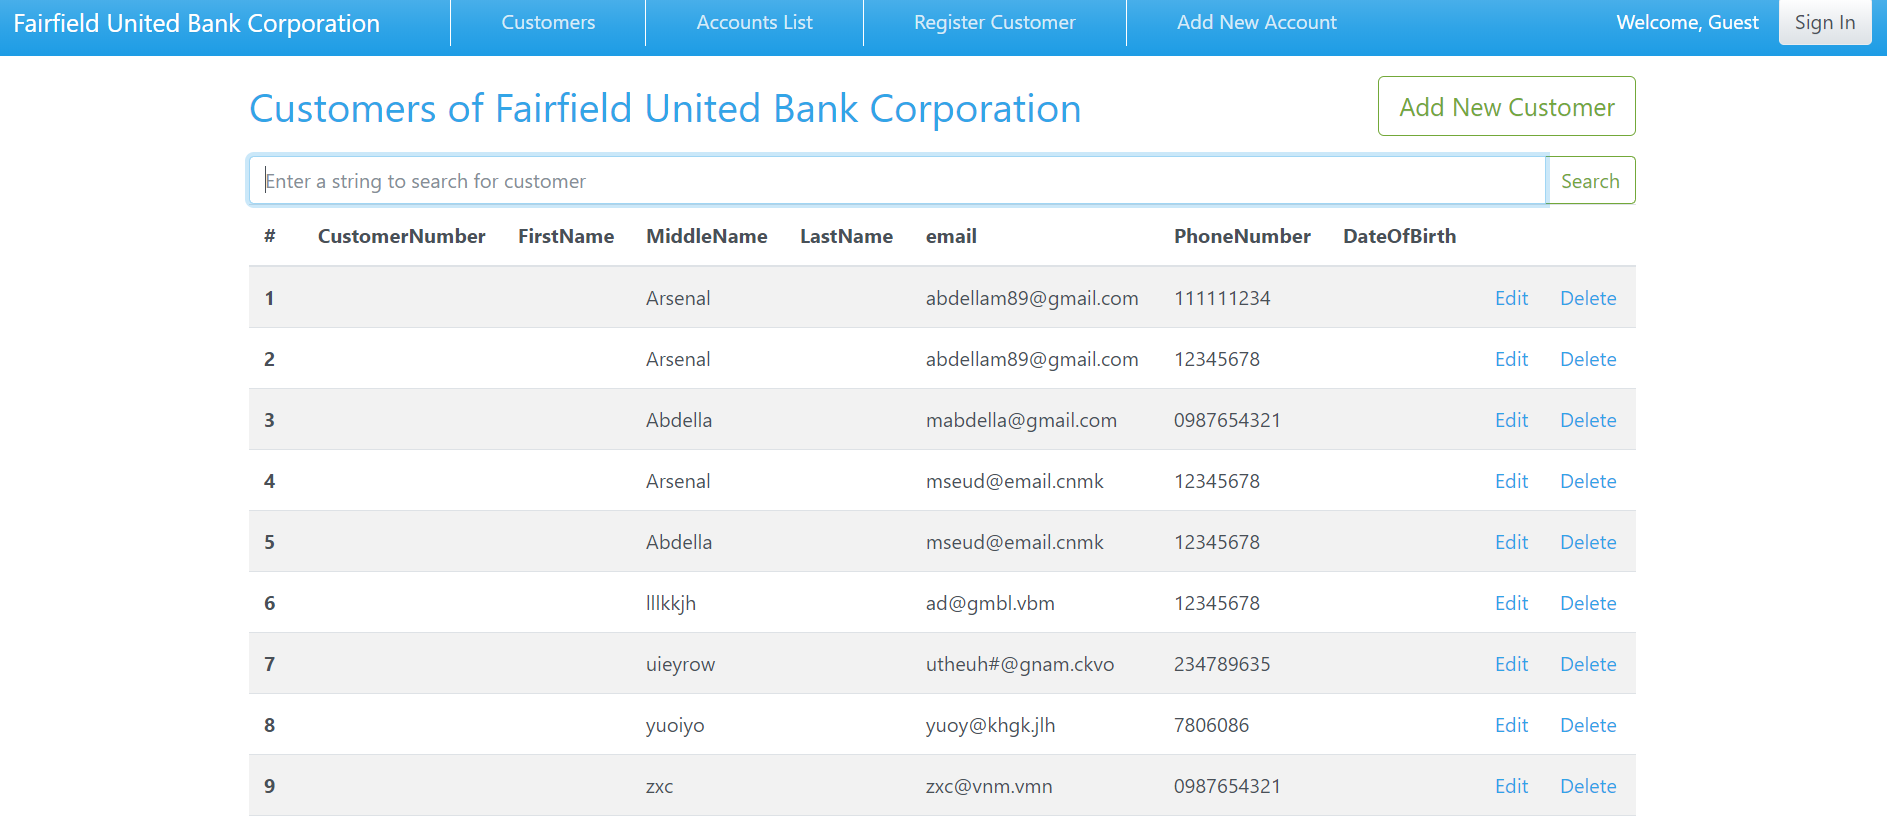 Fairfield United Bank Corporation Customers Accounts List Register Customer Add New Account Welcome, Guest Sign In
Customers of Fairfield United Bank Corporation Add New Customer
Enter a string to search for customer Search
# CustomerNumber FirstName MiddleName LastName email PhoneNumber DateOfBirth
1 Arsenal abdellam89@gmail.com 111111234 Edit Delete
2 Arsenal abdellam89@gmail.com 12345678 Edit Delete
3 Abdella mabdella@gmail.com 0987654321 Edit Delete
4 Arsenal mseud@email.cnmk 12345678 Edit Delete
5 Abdella mseud@email.cnmk 12345678 Edit Delete
6 lllkkjh ad@gmbl.vbm 12345678 Edit Delete
7 uieyrow utheuh#@gnam.ckvo 234789635 Edit Delete
8 yuoiyo yuoy@khgk.jlh 7806086 Edit Delete
9 zxc zxc@vnm.vmn 0987654321 Edit Delete